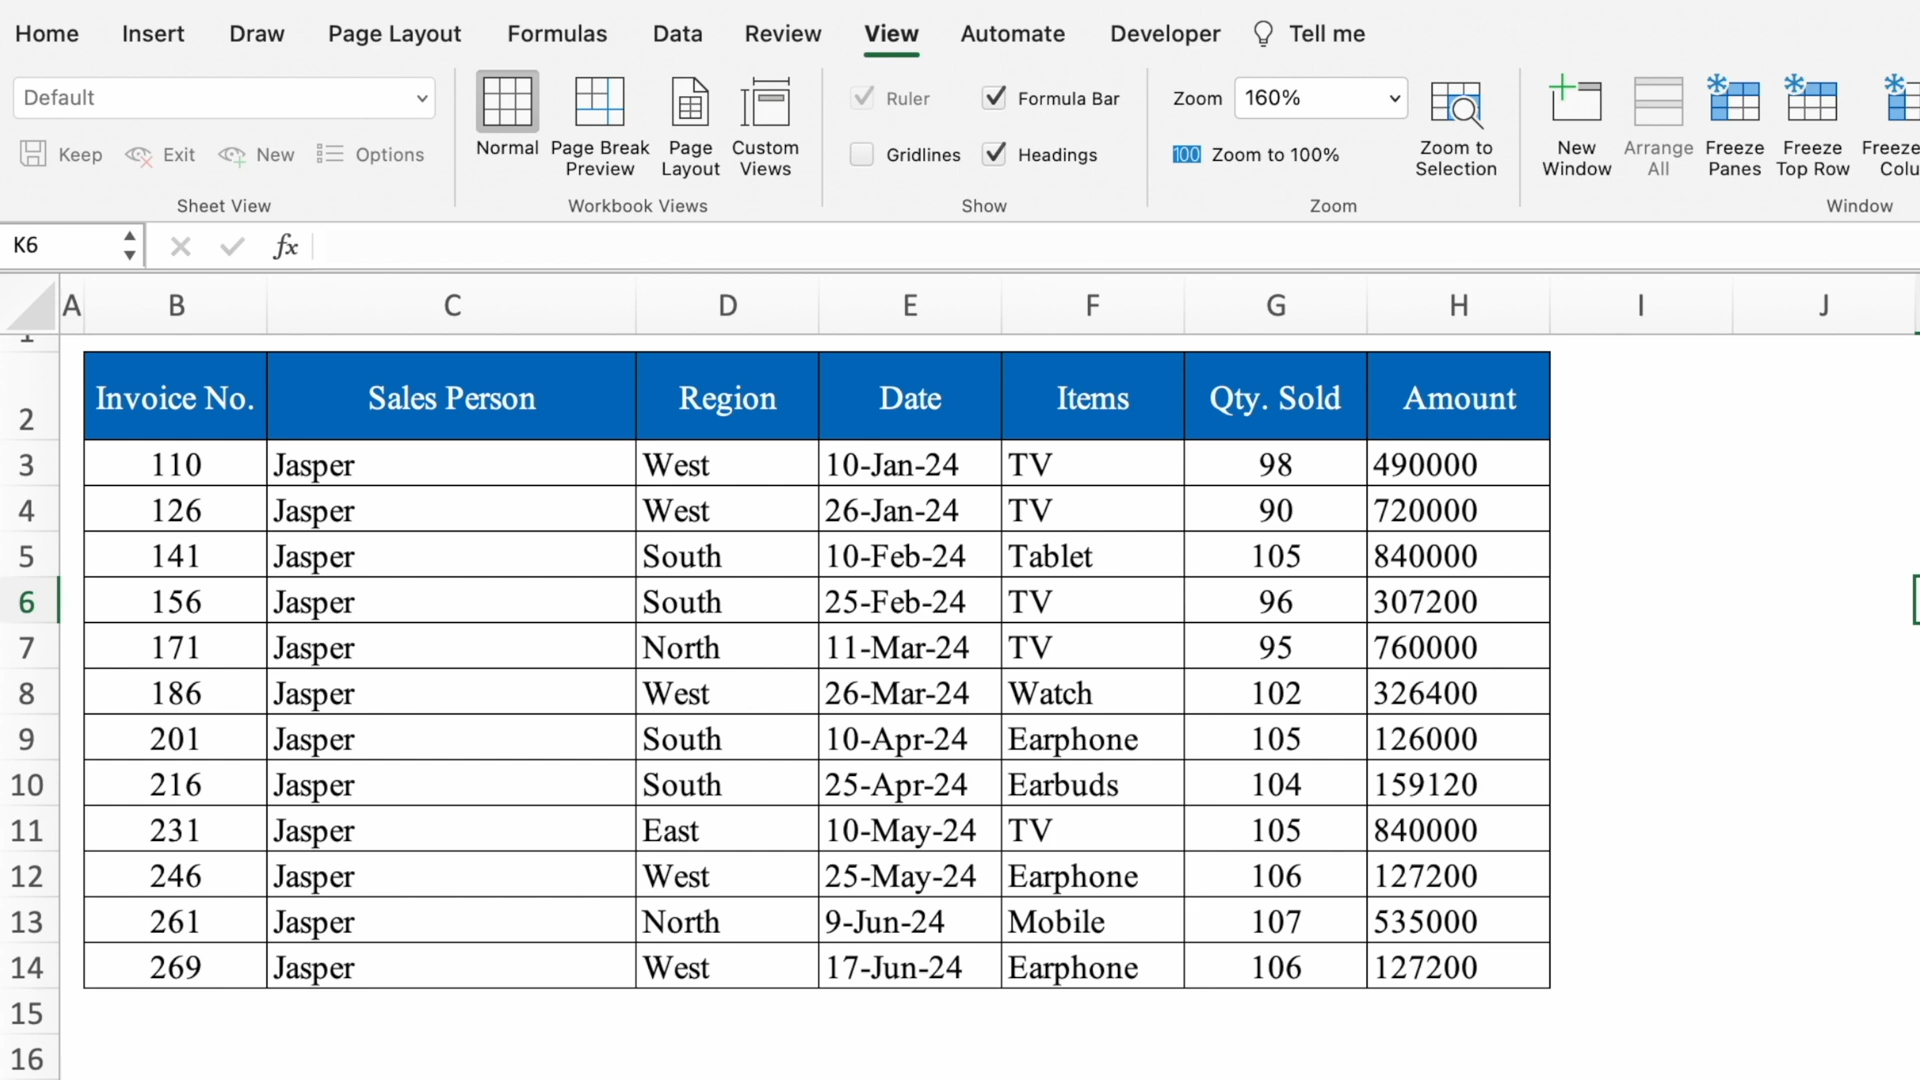 Home Insert Draw Page Layout Formulas Data Review View Automate Developer Tell me
Default
Keep Exit New Options
Sheet View
Normal Page Break Preview Page Layout Custom Views
Workbook Views
Ruler Formula Bar
Gridlines Headings
Show
Zoom 160%
100 Zoom to 100%
Zoom to Selection
Zoom
New Window Arrange All Freeze Panes Freeze Top Row Freeze
Colu
Window
K6 fx
A B C D E F G H I J
1
2 Invoice No. Sales Person Region Date Items Qty. Sold Amount
3 110 Jasper West 10-Jan-24 TV 98 490000
4 126 Jasper West 26-Jan-24 TV 90 720000
5 141 Jasper South 10-Feb-24 Tablet 105 840000
6 156 Jasper South 25-Feb-24 TV 96 307200
7 171 Jasper North 11-Mar-24 TV 95 760000
8 186 Jasper West 26-Mar-24 Watch 102 326400
9 201 Jasper South 10-Apr-24 Earphone 105 126000
10 216 Jasper South 25-Apr-24 Earbuds 104 159120
11 231 Jasper East 10-May-24 TV 105 840000
12 246 Jasper West 25-May-24 Earphone 106 127200
13 261 Jasper North 9-Jun-24 Mobile 107 535000
14 269 Jasper West 17-Jun-24 Earphone 106 127200
15
16